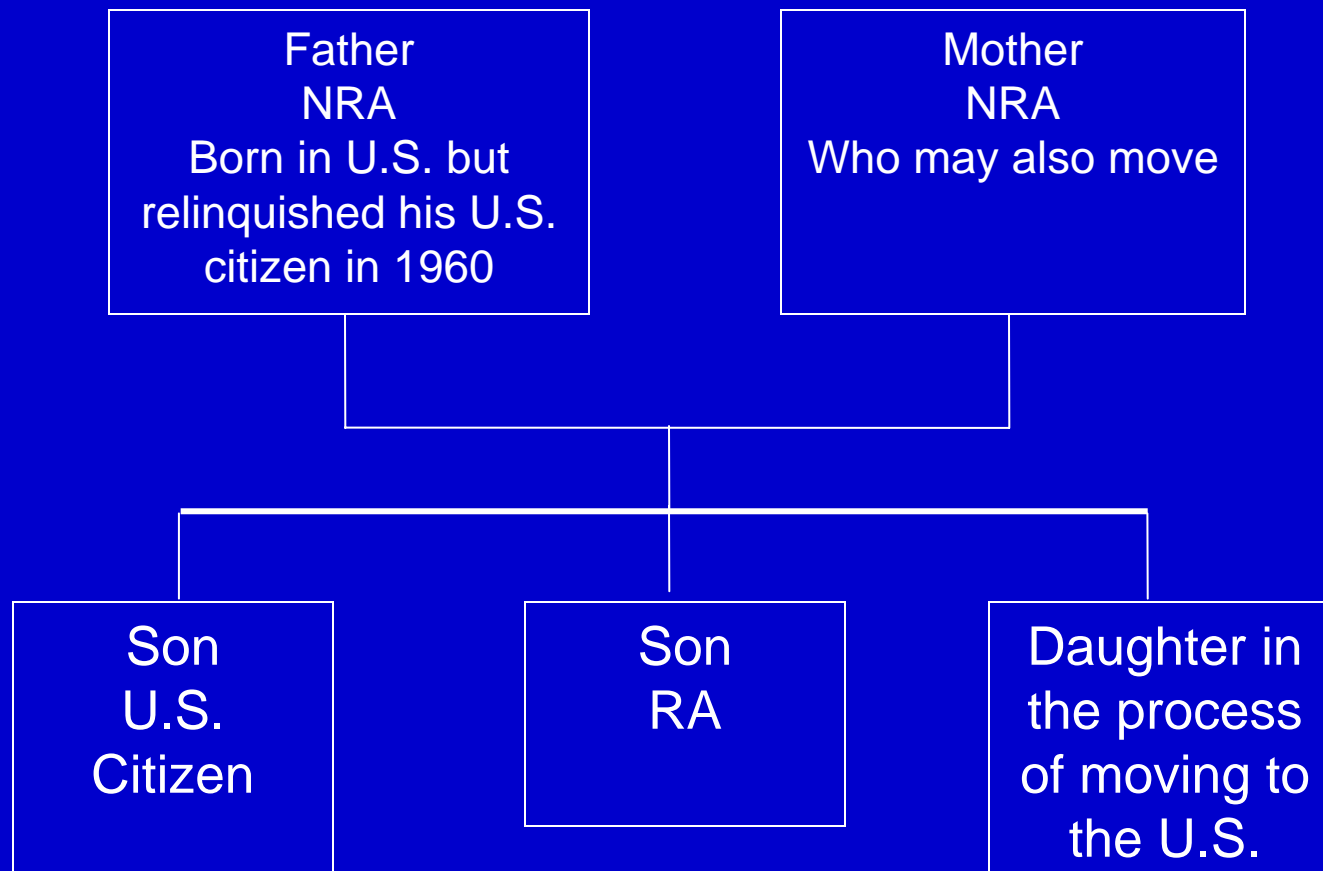 Father
NRA
Born in U.S. but
relinquished his U.S.
citizen in 1960
Mother
NRA
Who may also move
Son
U.S.
Citizen
Son
RA
Daughter in
the process
of moving to
the U.S.